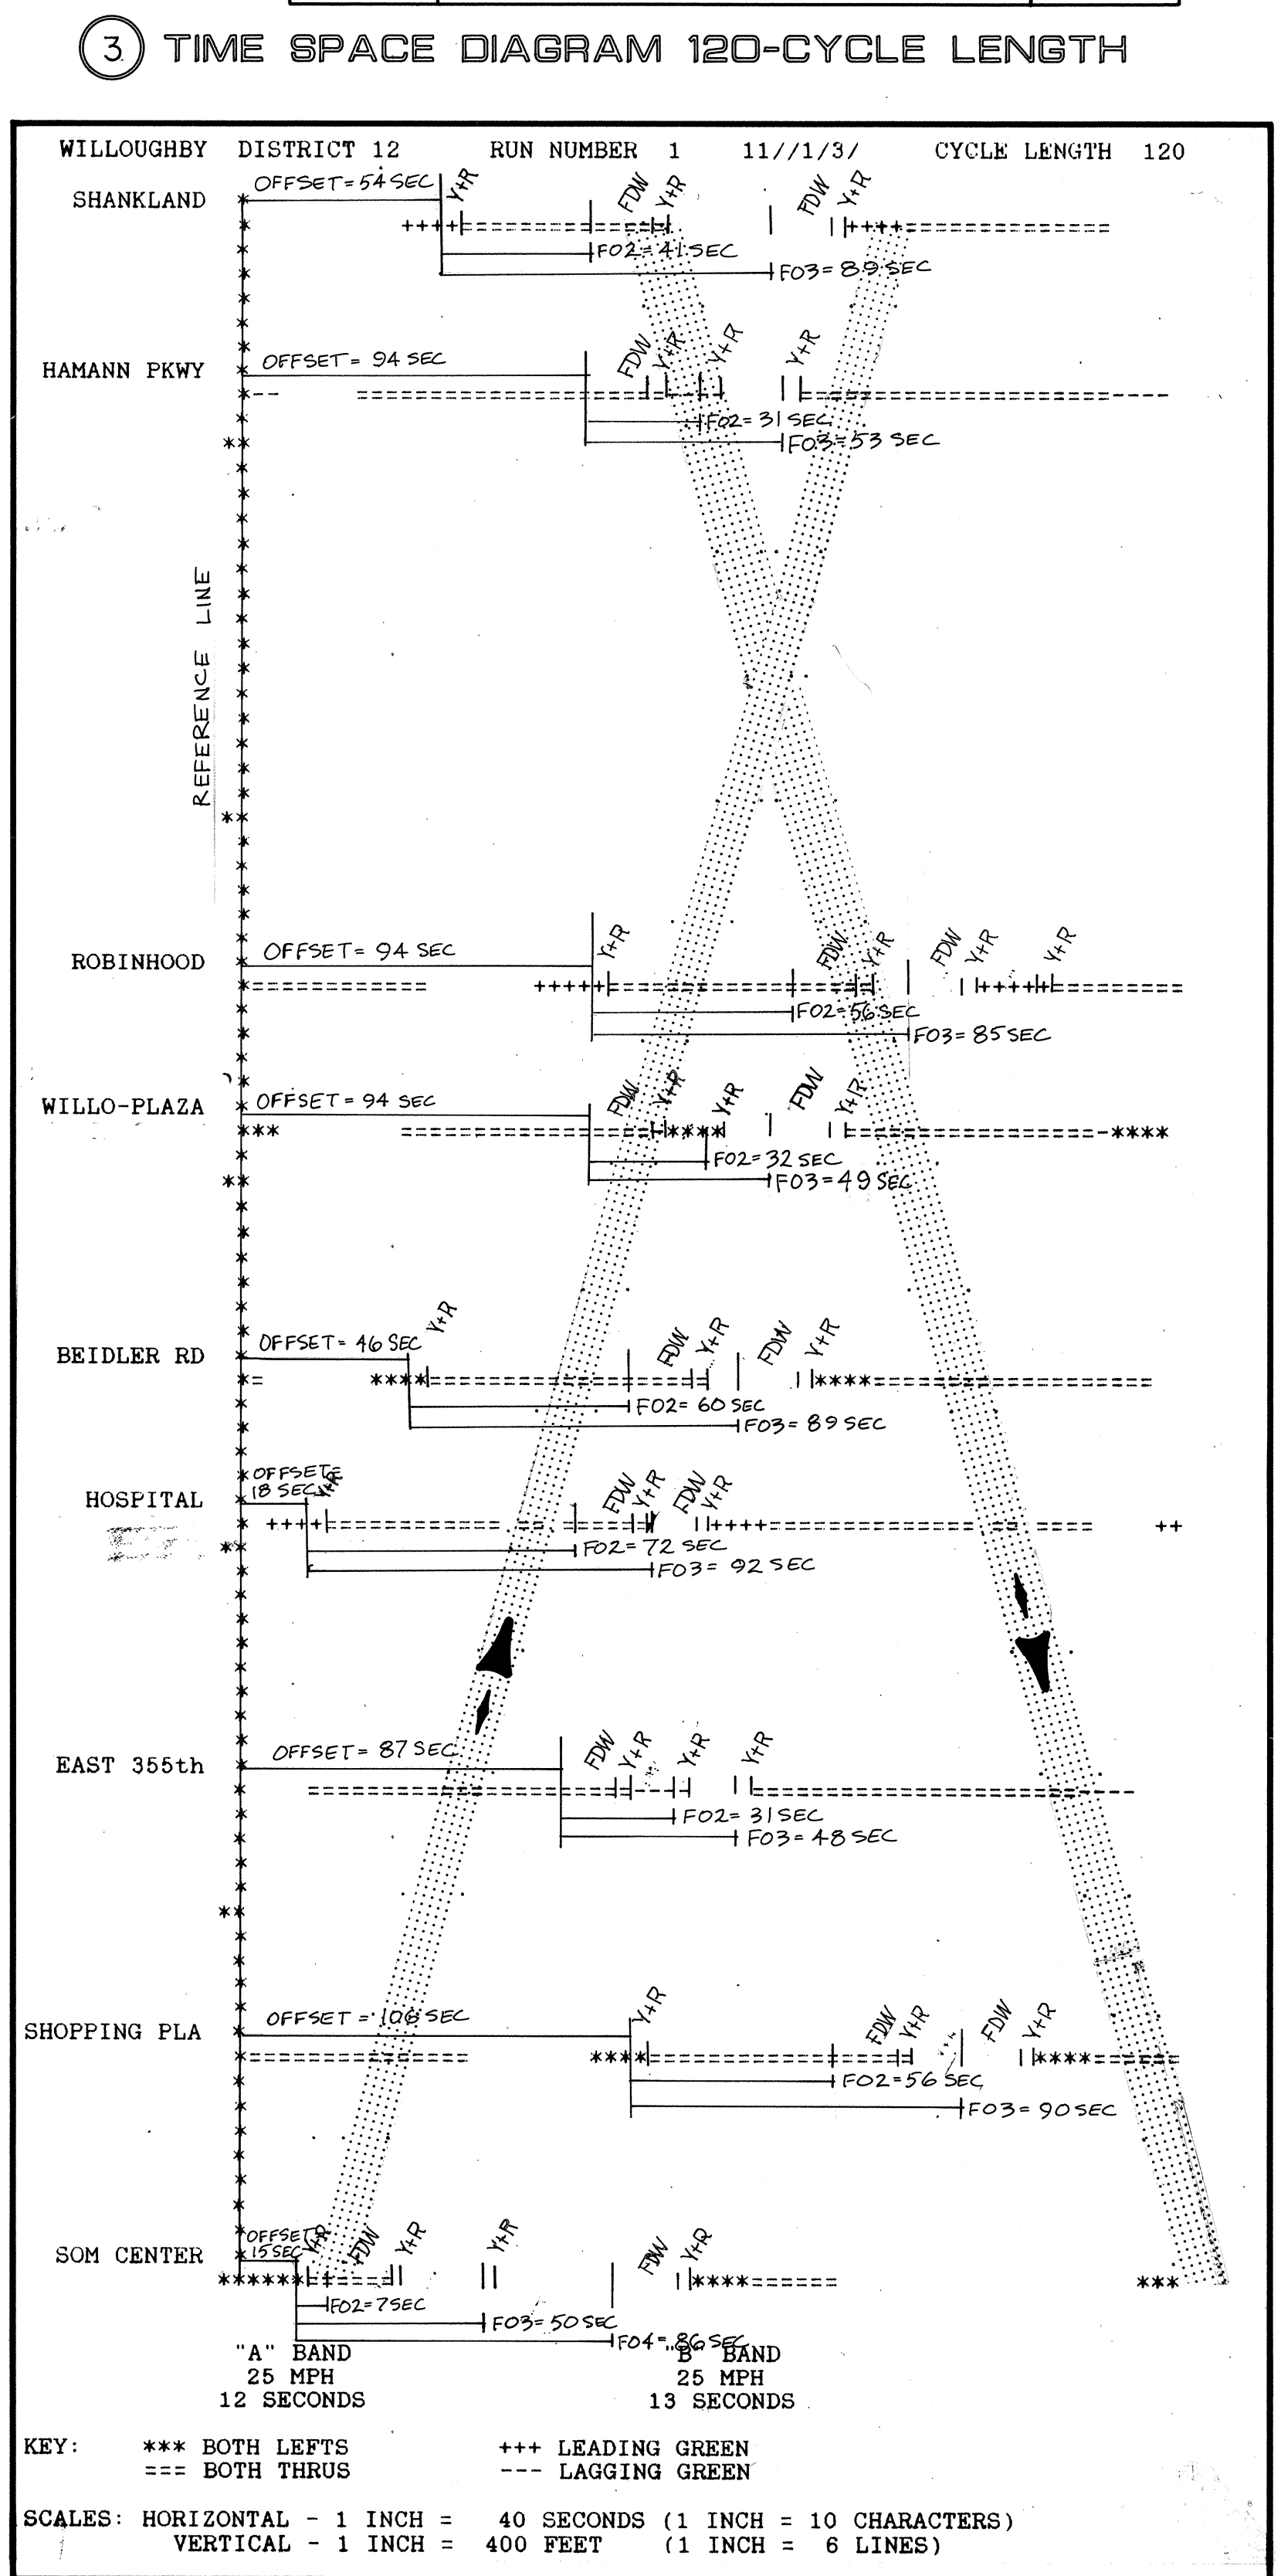 3 TIME SPACE DIAGRAM 120-CYCLE LENGTH
WILLOUGHBY DISTRICT 12 RUN NUMBER 1 11//1/3/ CYCLE LENGTH 120
OFFSET=54 SEC Y+R FDW Y+R FDW Y+R
SHANKLAND
FO2=41 SEC
FO3=89 SEC
OFFSET= 94 SEC FDW Y+R Y+R Y+R
HAMANN PKWY
FO2=31 SEC
FO3=53 SEC
REFERENCE LINE
OFFSET= 94 SEC Y+R FDW Y+R FDW Y+R Y+R
ROBINHOOD
FO2=56 SEC
FO3=85 SEC
OFFSET=94 SEC FDW Y+R Y+R FDW Y+R
WILLO-PLAZA
FO2=32 SEC
FO3=49 SEC
OFFSET=46 SEC Y+R FDW Y+R FDW Y+R
BEIDLER RD
FO2=60 SEC
FO3=89 SEC
OFFSET=
18 SEC Y+R FDW Y+R FDW Y+R
HOSPITAL
FO2=72 SEC
FO3=92 SEC
OFFSET= 87 SEC FDW Y+R Y+R Y+R
EAST 355th
FO2=31 SEC
FO3=48 SEC
OFFSET=106 SEC Y+R FDW Y+R FDW Y+R
SHOPPING PLA
FO2=56 SEC
FO3=90 SEC
OFFSET
15 SEC Y+R FDW Y+R Y+R FDW Y+R
SOM CENTER
FO2=7 SEC
FO3=50 SEC
FO4=86 SEC
"A" BAND "B" BAND
25 MPH 25 MPH
12 SECONDS 13 SECONDS
KEY: *** BOTH LEFTS +++ LEADING GREEN
=== BOTH THRUS --- LAGGING GREEN
SCALES: HORIZONTAL - 1 INCH = 40 SECONDS (1 INCH = 10 CHARACTERS)
VERTICAL - 1 INCH = 400 FEET (1 INCH = 6 LINES)